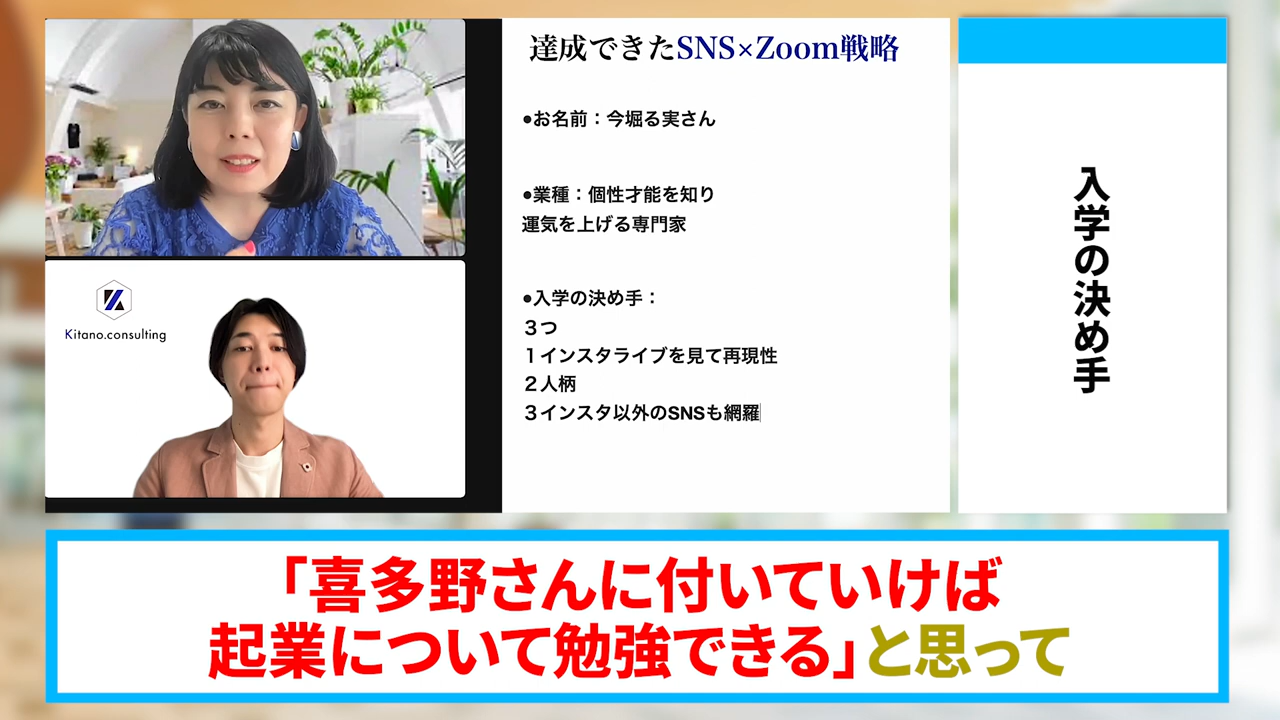 達成できたSNS×Zoom戦略
●お名前：今堀る実さん
●業種：個性才能を知り
運気を上げる専門家
●入学の決め手：
３つ
１インスタライブを見て再現性
２人柄
３インスタ以外のSNSも網羅
Kitano.consulting
入学の決め手
「喜多野さんに付いていけば
起業について勉強できる」と思って